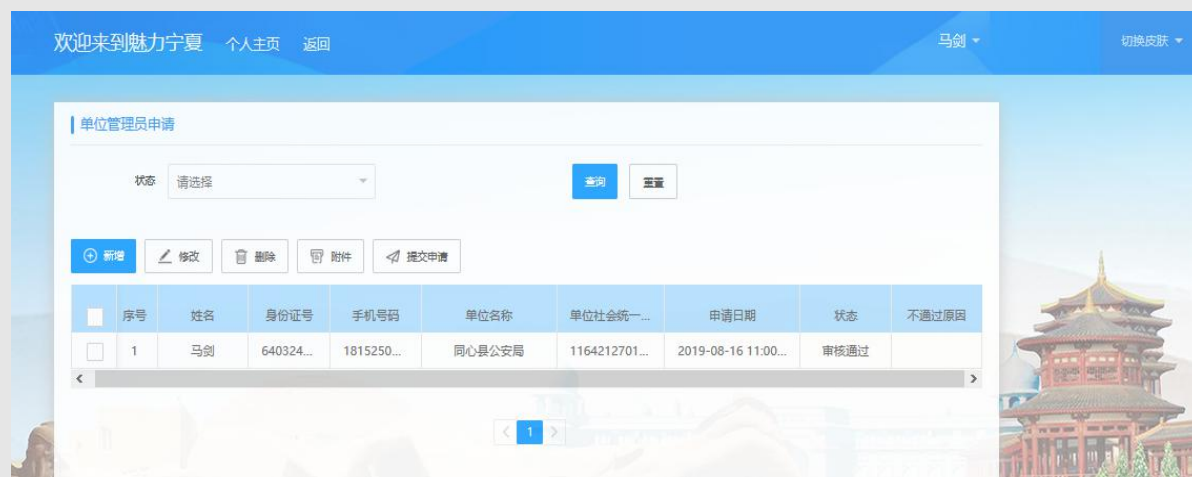 欢迎来到魅力宁夏 个人主页 返回 马剑 切换皮肤
单位管理员申请
状态 请选择 查询 重置
新增 修改 删除 附件 提交申请
序号 姓名 身份证号 手机号码 单位名称 单位社会统一... 申请日期 状态 不通过原因
1 马剑 640324... 1815250... 同心县公安局 1164212701... 2019-08-16 11:00... 审核通过
< 1 >